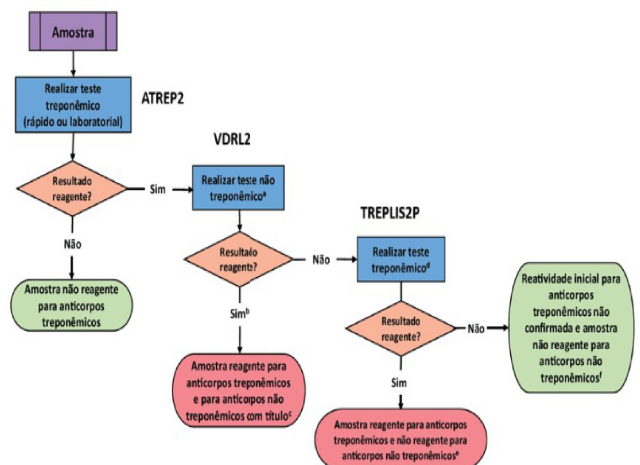 Amostra
Realizar teste
treponêmico
(rápido ou laboratorial)
ATREP2
Resultado
reagente?
Sim
Não
Amostra não reagente
para anticorpos
treponêmicos
VDRL2
Realizar teste não
treponêmicoᵃ
Resultado
reagente?
Não
Simᵇ
Amostra reagente para
anticorpos treponêmicos
e para anticorpos não
treponêmicos com títuloᶜ
TREPLIS2P
Realizar teste
treponêmicoᵈ
Resultado
reagente?
Não
Sim
Amostra reagente para anticorpos
treponêmicos e não reagente para
anticorpos não treponêmicosᵉ
Reatividade inicial para
anticorpos
treponêmicos não
confirmada e amostra
não reagente para
anticorpos não
treponêmicosᶠ